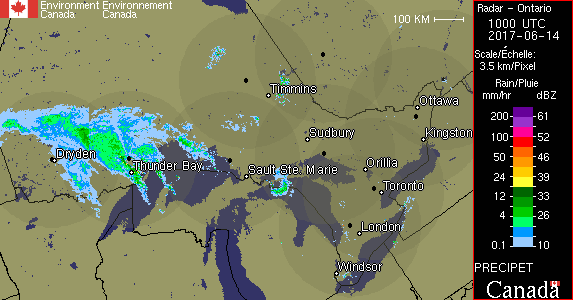 Environment Environnement
Canada Canada
100 KM
Timmins
Ottawa
Sudbury
Kingston
Dryden
Thunder Bay
Sault Ste. Marie
Orillia
Toronto
London
Windsor
Radar - Ontario
1000 UTC
2017-06-14
Scale/Échelle:
3.5 km/Pixel
Rain/Pluie
mm/hr dBZ
200 61
100 52
50 46
24 39
12 33
4 26
0.1 10
PRECIPET
Canada